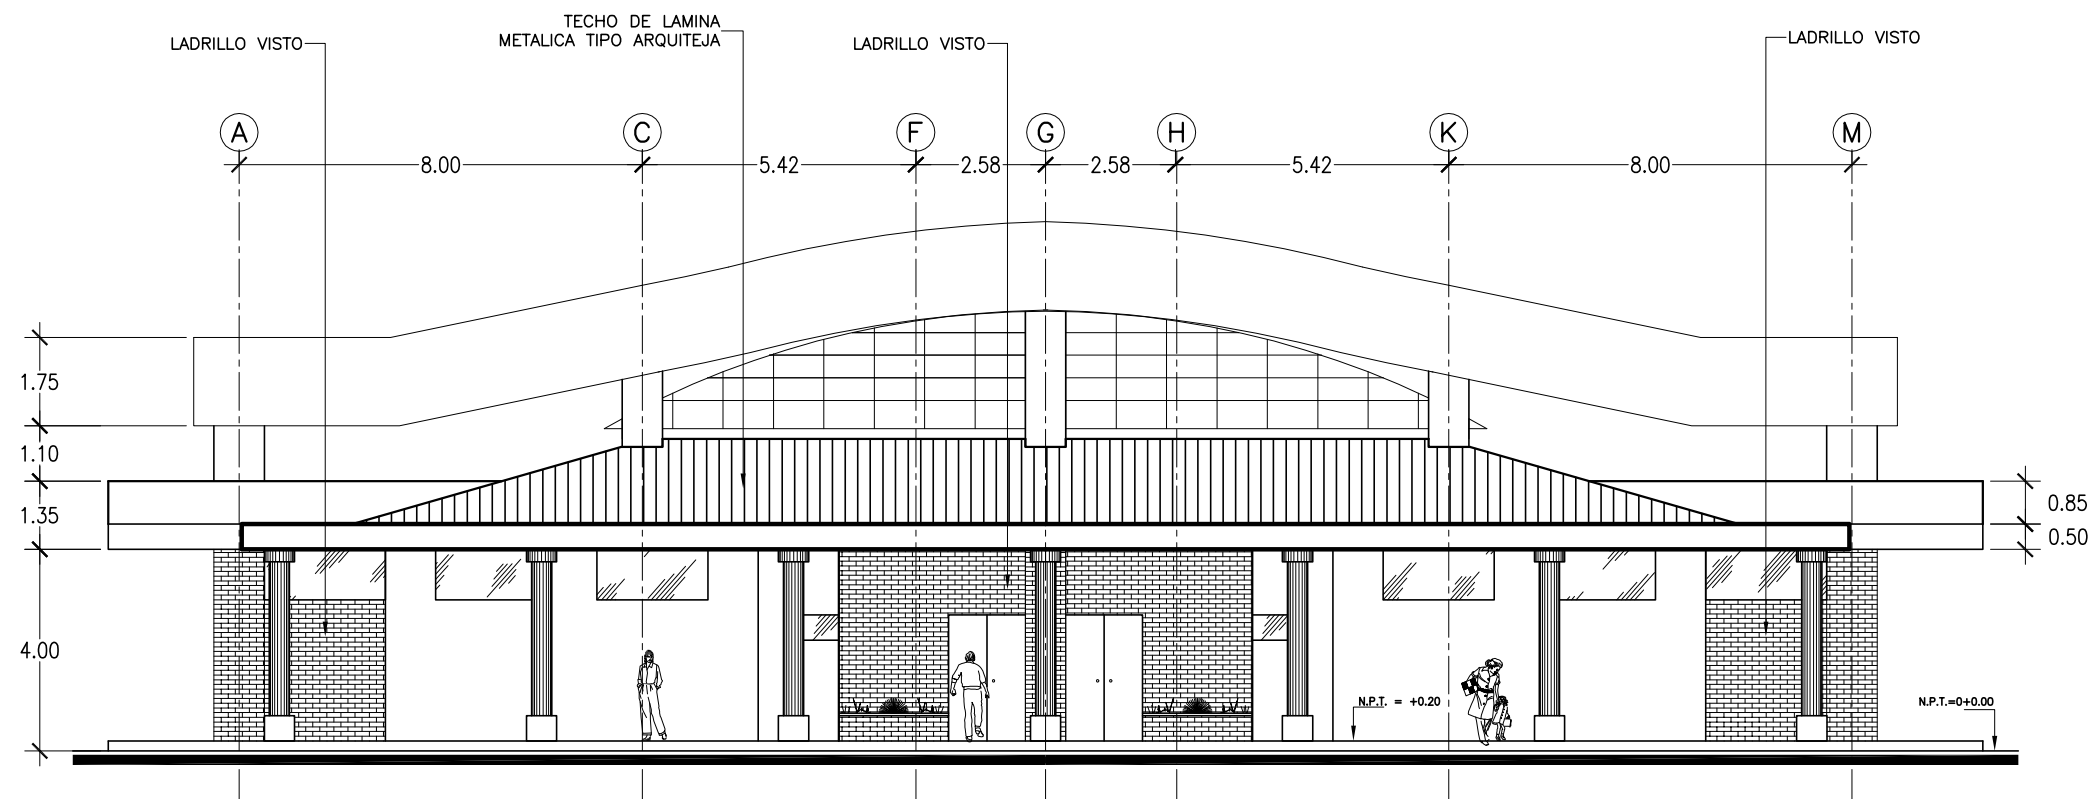 TECHO DE LAMINA
METALICA TIPO ARQUITEJA
LADRILLO VISTO
LADRILLO VISTO
LADRILLO VISTO
A
C
F
G
H
K
M
8.00
5.42
2.58
2.58
5.42
8.00
1.75
1.10
1.35
4.00
0.85
0.50
N.P.T. = +0.20
N.P.T.=0+0.00